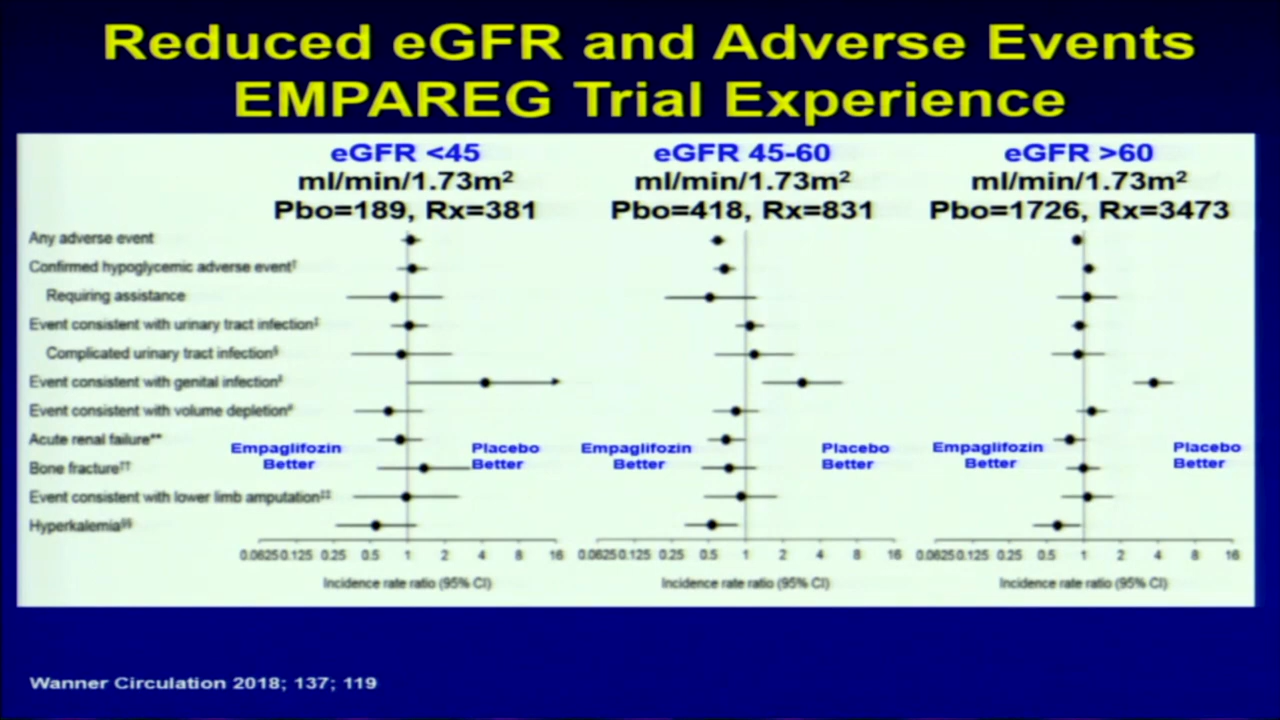 Reduced eGFR and Adverse Events
EMPAREG Trial Experience
eGFR <45
ml/min/1.73m²
Pbo=189, Rx=381
eGFR 45-60
ml/min/1.73m²
Pbo=418, Rx=831
eGFR >60
ml/min/1.73m²
Pbo=1726, Rx=3473
Any adverse event
Confirmed hypoglycemic adverse event†
Requiring assistance
Event consistent with urinary tract infection‡
Complicated urinary tract infection§
Event consistent with genital infection
Event consistent with volume depletion#
Acute renal failure**
Bone fracture††
Event consistent with lower limb amputation‡‡
Hyperkalemia§§
Empaglifozin
Better
Placebo
Better
Empaglifozin
Better
Placebo
Better
Empaglifozin
Better
Placebo
Better
0.0625 0.125 0.25 0.5 1 2 4 8 16
0.0625 0.125 0.25 0.5 1 2 4 8 16
0.0625 0.125 0.25 0.5 1 2 4 8 16
Incidence rate ratio (95% CI)
Incidence rate ratio (95% CI)
Incidence rate ratio (95% CI)
Wanner Circulation 2018; 137; 119